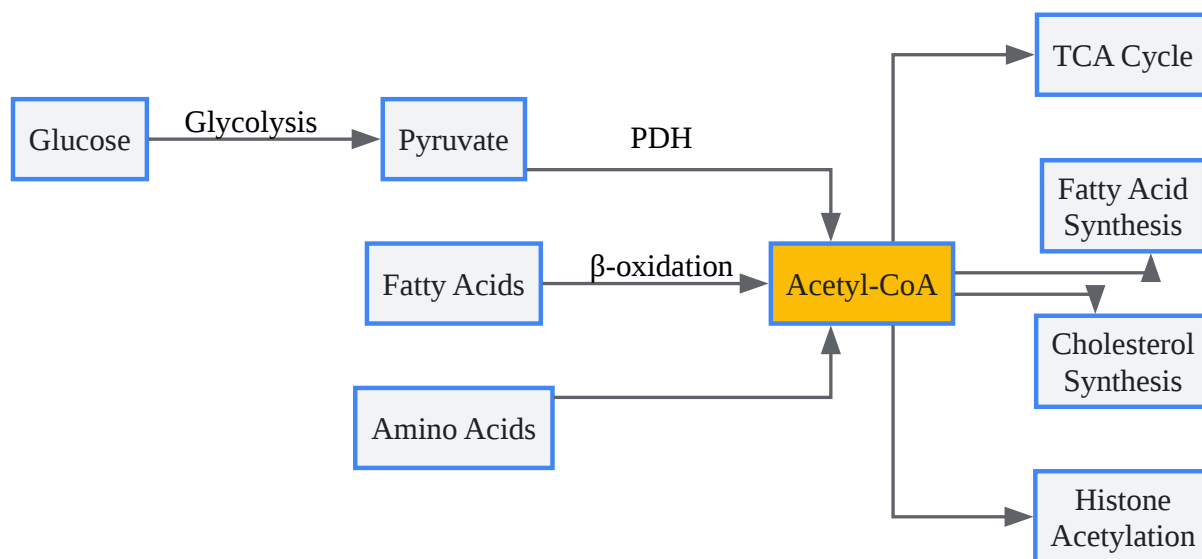 TCA Cycle
Glucose
Glycolysis
Pyruvate
PDH
Fatty Acid
Synthesis
Fatty Acids
β-oxidation
Acetyl-CoA
Cholesterol
Synthesis
Amino Acids
Histone
Acetylation